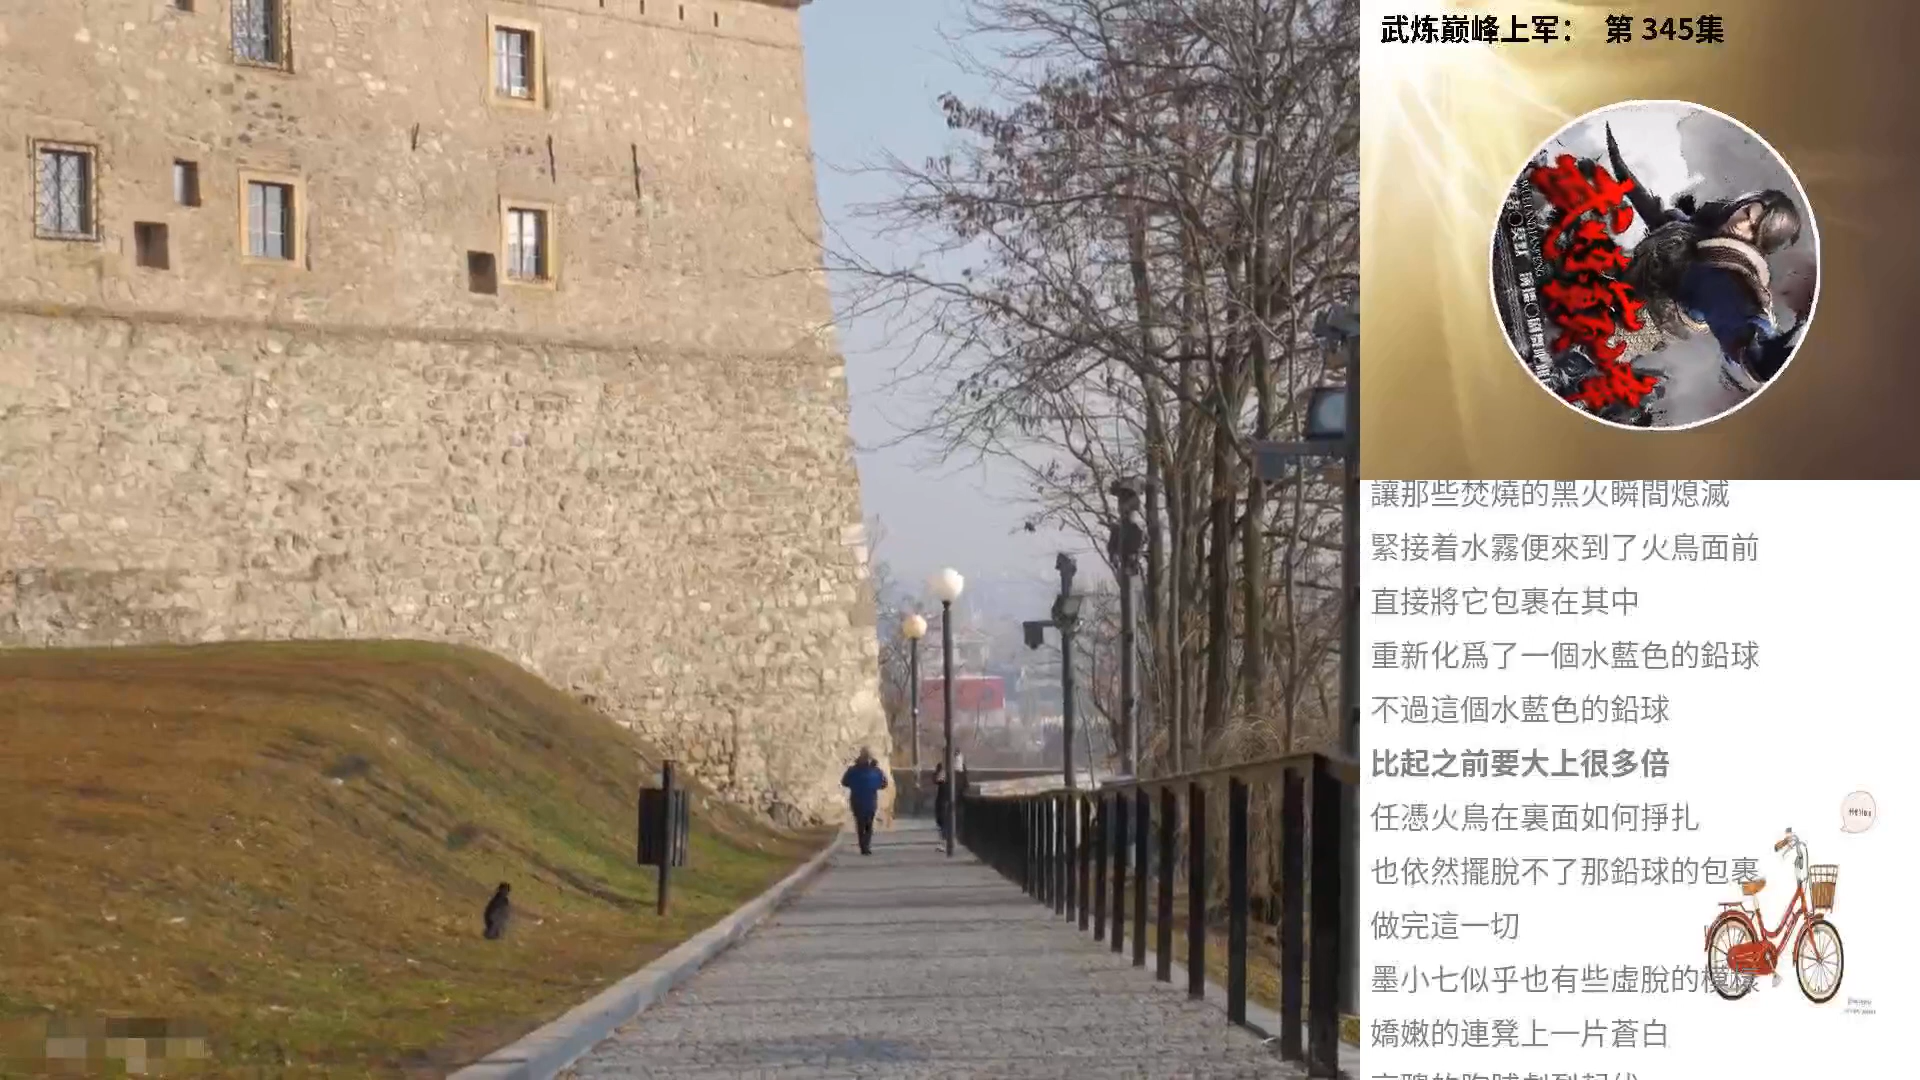 武炼巅峰上军： 第 345集
讓那些焚燒的黑火瞬間熄滅
緊接着水霧便來到了火鳥面前
直接將它包裹在其中
重新化爲了一個水藍色的鉛球
不過這個水藍色的鉛球
比起之前要大上很多倍
任憑火鳥在裏面如何掙扎
也依然擺脫不了那鉛球的包裹
做完這一切
墨小七似乎也有些虛脫的模樣
嬌嫩的連凳上一片蒼白
Hello